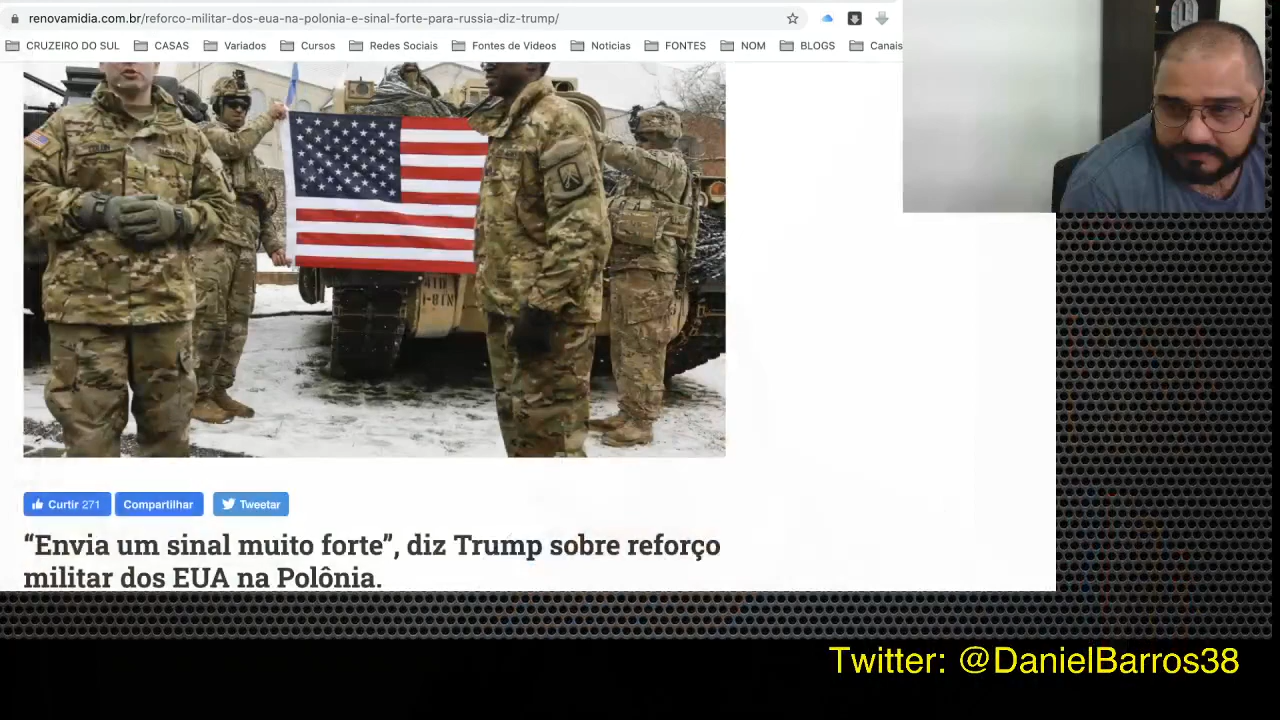 renovamidia.com.br/reforco-militar-dos-eua-na-polonia-e-sinal-forte-para-russia-diz-trump/
CRUZEIRO DO SUL CASAS Variados Cursos Redes Sociais Fontes de Videos Noticias FONTES NOM BLOGS Canais
COLON
Curtir 271 Compartilhar Tweetar
“Envia um sinal muito forte”, diz Trump sobre reforço
militar dos EUA na Polônia.
Twitter: @DanielBarros38